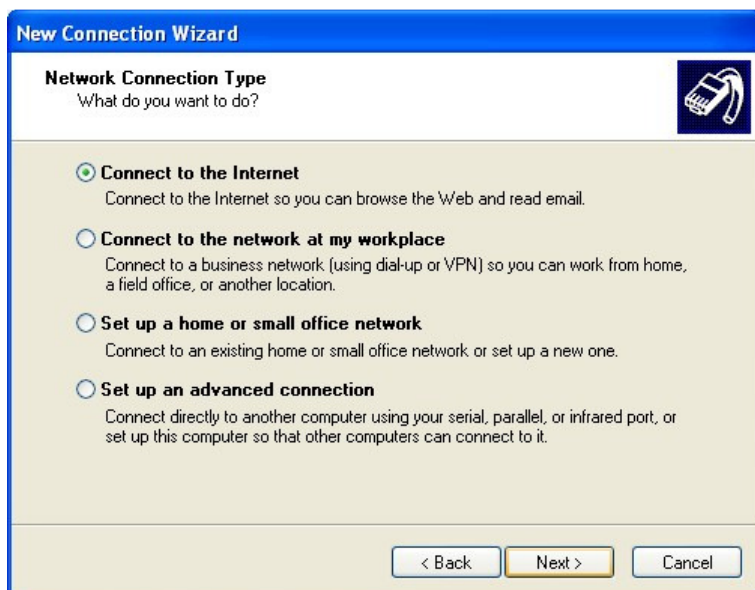 New Connection Wizard
Network Connection Type
What do you want to do?
Connect to the Internet
Connect to the Internet so you can browse the Web and read email.
Connect to the network at my workplace
Connect to a business network (using dial-up or VPN) so you can work from home,
a field office, or another location.
Set up a home or small office network
Connect to an existing home or small office network or set up a new one.
Set up an advanced connection
Connect directly to another computer using your serial, parallel, or infrared port, or
set up this computer so that other computers can connect to it.
< Back Next > Cancel